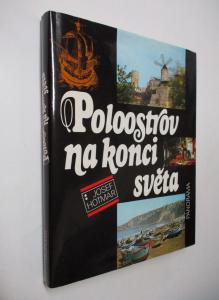 Poloostrov
na konci
světa
JOSEF
HOTMAR
PANORAMA